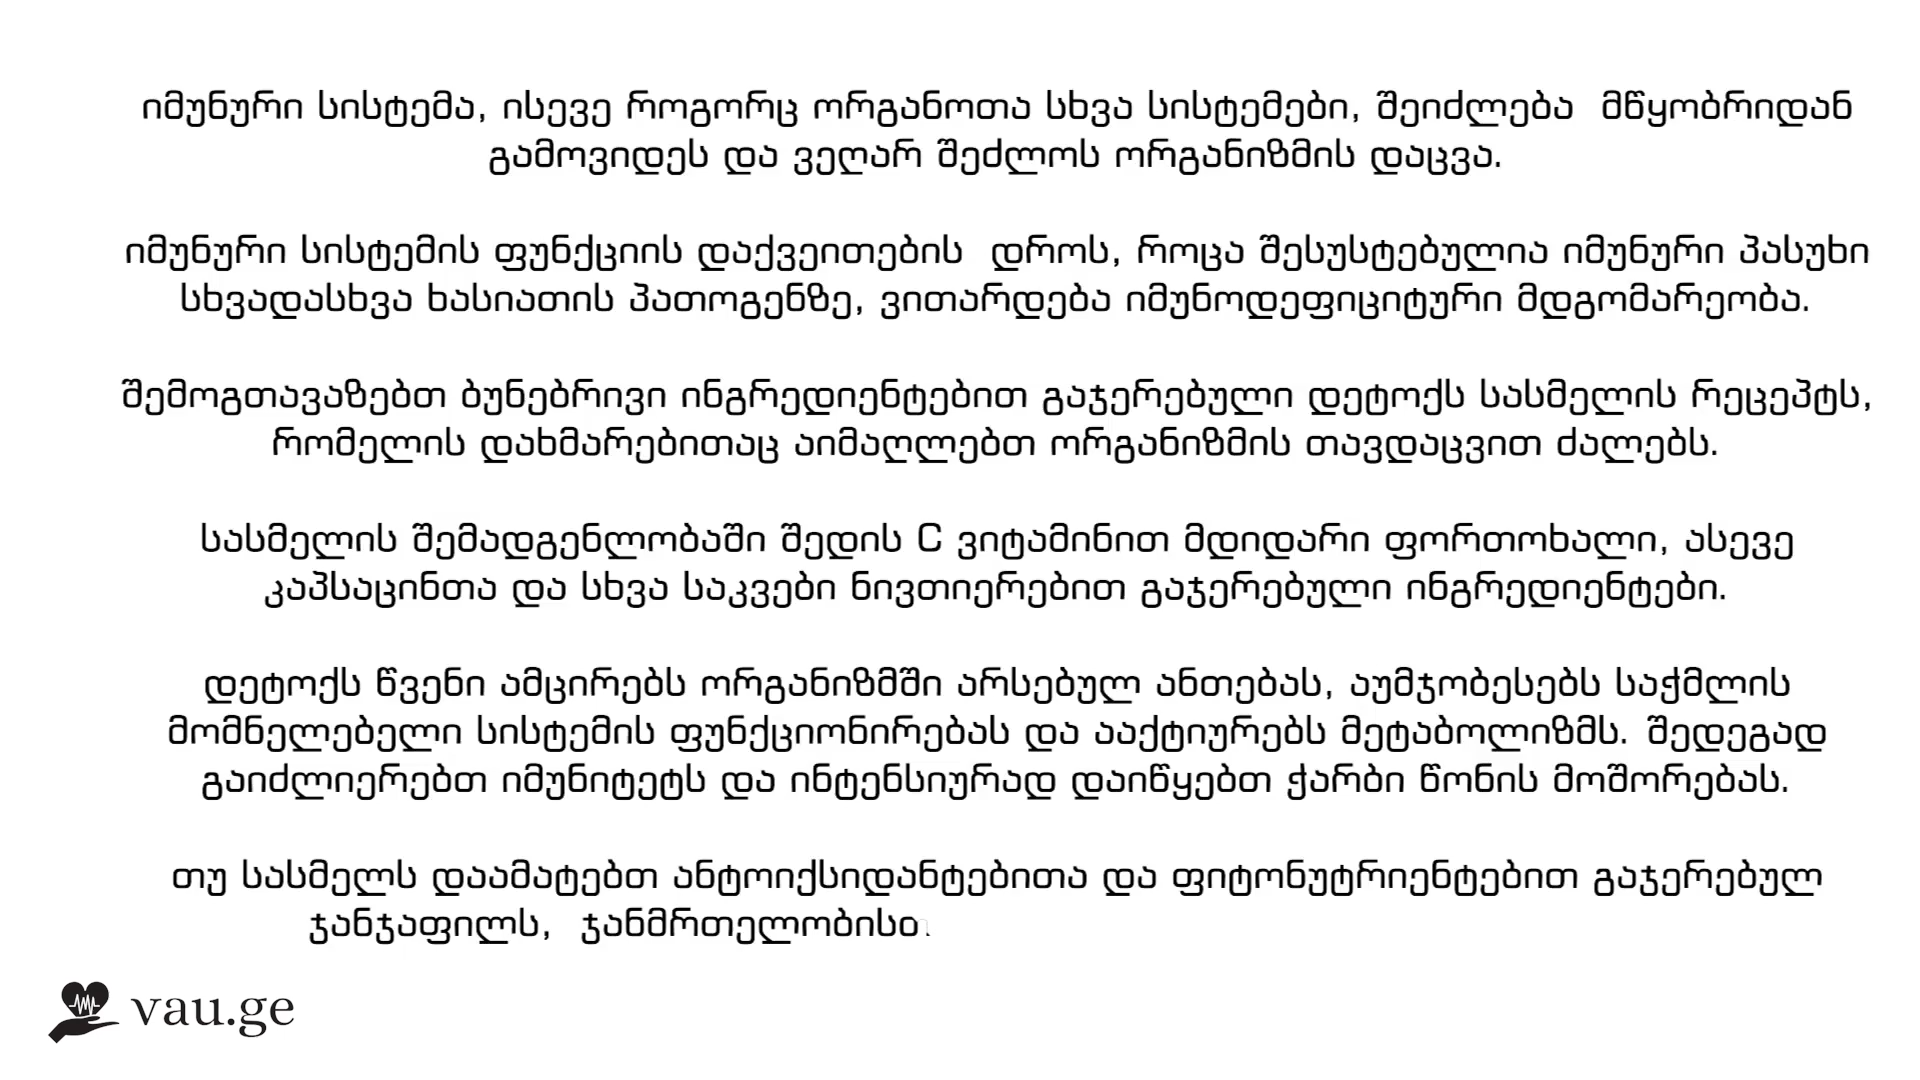 იმუნური სისტემა, ისევე როგორც ორგანოთა სხვა სისტემები, შეიძლება მწყობრიდან
გამოვიდეს და ვეღარ შეძლოს ორგანიზმის დაცვა.
იმუნური სისტემის ფუნქციის დაქვეითების დროს, როცა შესუსტებულია იმუნური პასუხი
სხვადასხვა ხასიათის პათოგენზე, ვითარდება იმუნოდეფიციტური მდგომარეობა.
შემოგთავაზებთ ბუნებრივი ინგრედიენტებით გაჯერებული დეტოქს სასმელის რეცეპტს,
რომელის დახმარებითაც აიმაღლებთ ორგანიზმის თავდაცვით ძალებს.
სასმელის შემადგენლობაში შედის C ვიტამინით მდიდარი ფორთოხალი, ასევე
კაპსაცინთა და სხვა საკვები ნივთიერებით გაჯერებული ინგრედიენტები.
დეტოქს წვენი ამცირებს ორგანიზმში არსებულ ანთებას, აუმჯობესებს საჭმლის
მომნელებელი სისტემის ფუნქციონირებას და ააქტიურებს მეტაბოლიზმს. შედეგად
გაიძლიერებთ იმუნიტეტს და ინტენსიურად დაიწყებთ ჭარბი წონის მოშორებას.
თუ სასმელს დაამატებთ ანტოიქსიდანტებითა და ფიტონუტრიენტებით გაჯერებულ
ჯანჯაფილს,
vau.ge